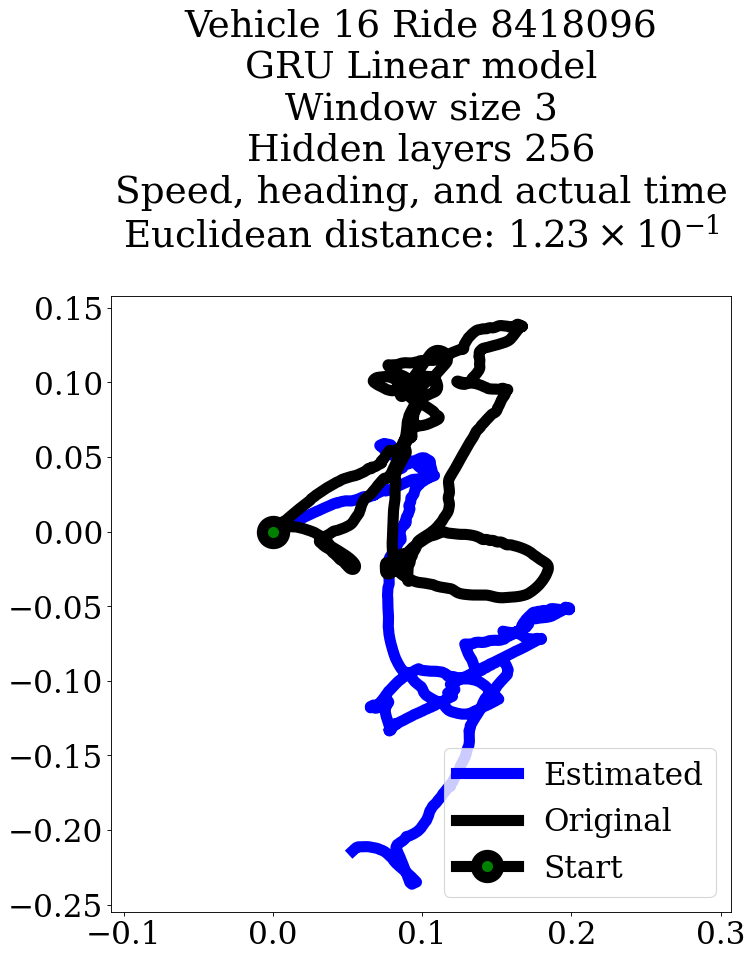 Vehicle 16 Ride 8418096
GRU Linear model
Window size 3
Hidden layers 256
Speed, heading, and actual time
Euclidean distance: 1.23 × 10⁻¹
0.15
0.10
0.05
0.00
−0.05
−0.10
−0.15
−0.20
−0.25
Estimated
Original
Start
−0.1
0.0
0.1
0.2
0.3